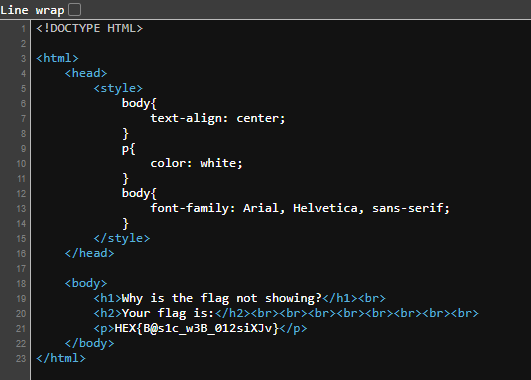 Line wrap
1 <!DOCTYPE HTML>
2
3 <html>
4 <head>
5 <style>
6 body{
7 text-align: center;
8 }
9 p{
10 color: white;
11 }
12 body{
13 font-family: Arial, Helvetica, sans-serif;
14 }
15 </style>
16 </head>
17
18 <body>
19 <h1>Why is the flag not showing?</h1><br>
20 <h2>Your flag is:</h2><br><br><br><br><br><br><br><br>
21 <p>HEX{B@s1c_w3B_012siXJv}</p>
22 </body>
23 </html>